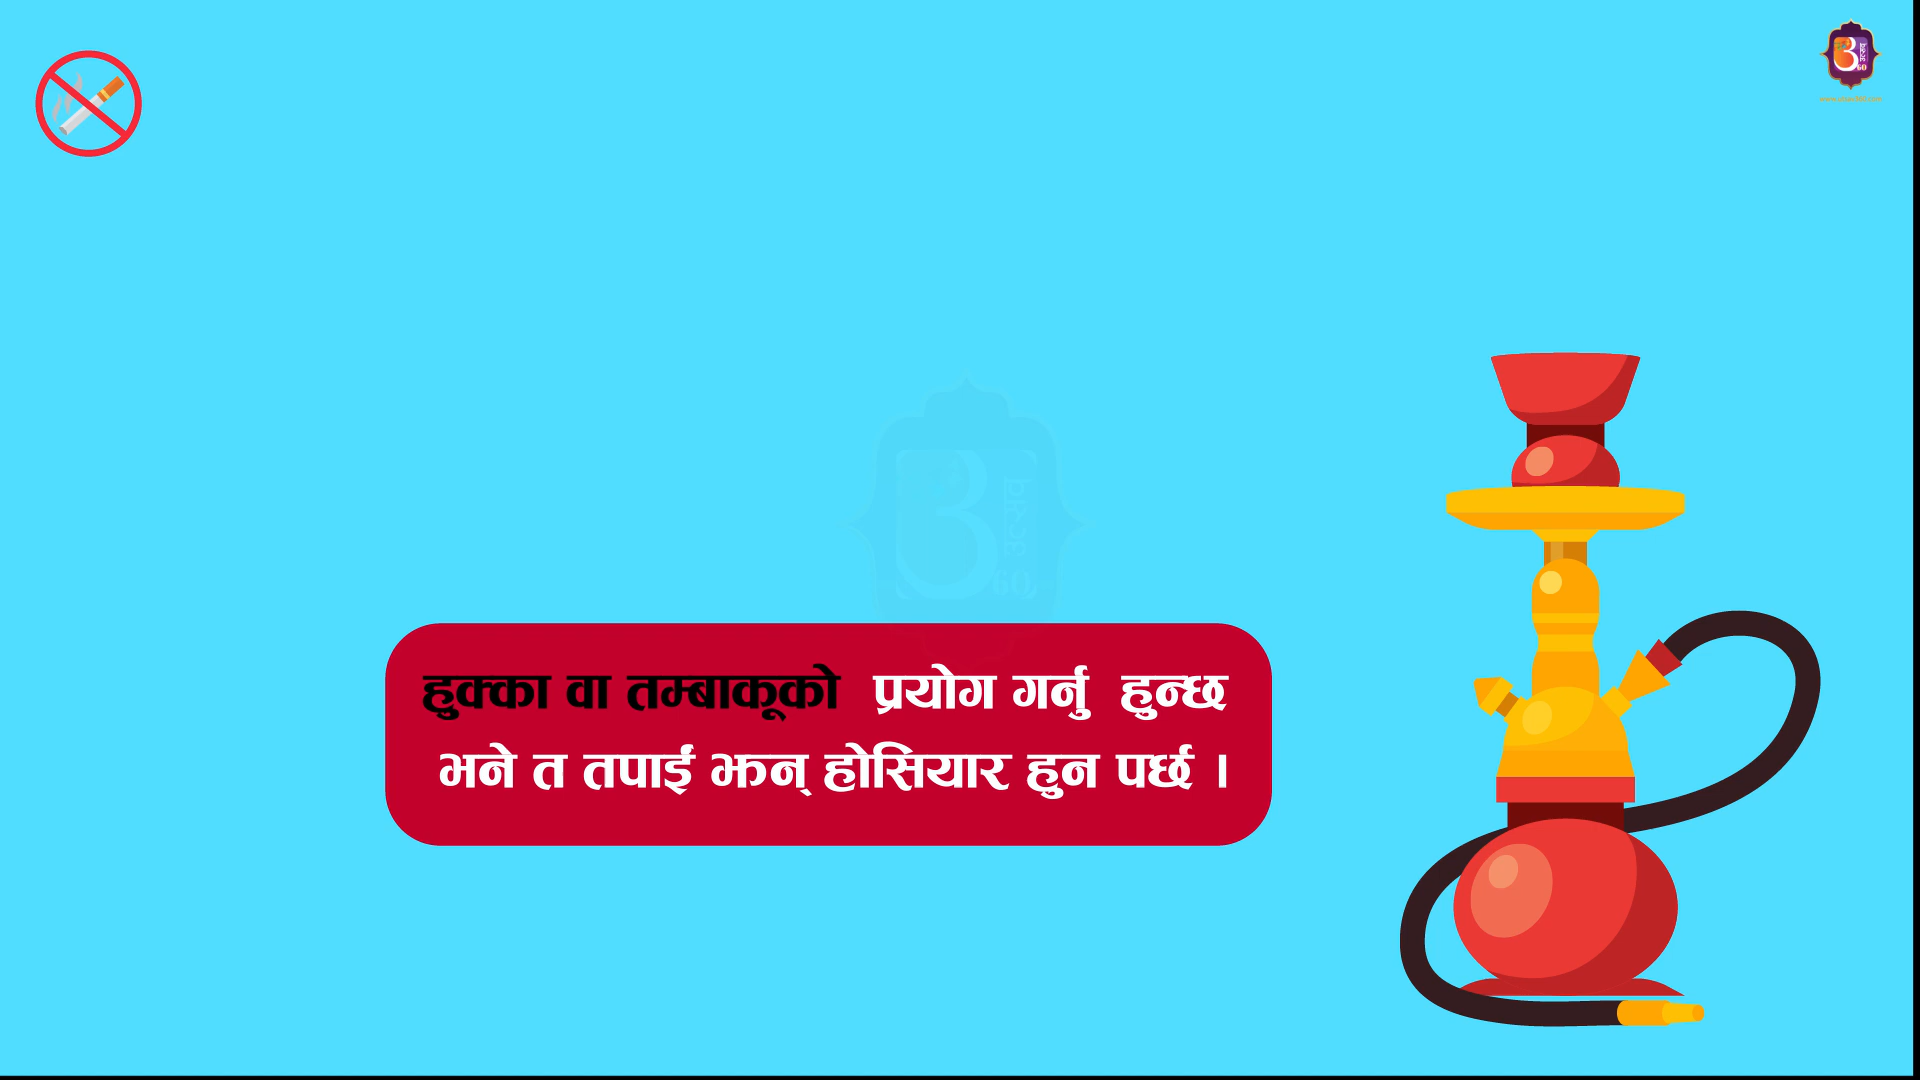 हुक्का वा तम्बाकूको प्रयोग गर्नु हुन्छ
भने त तपाईं झन् होसियार हुन पर्छ ।